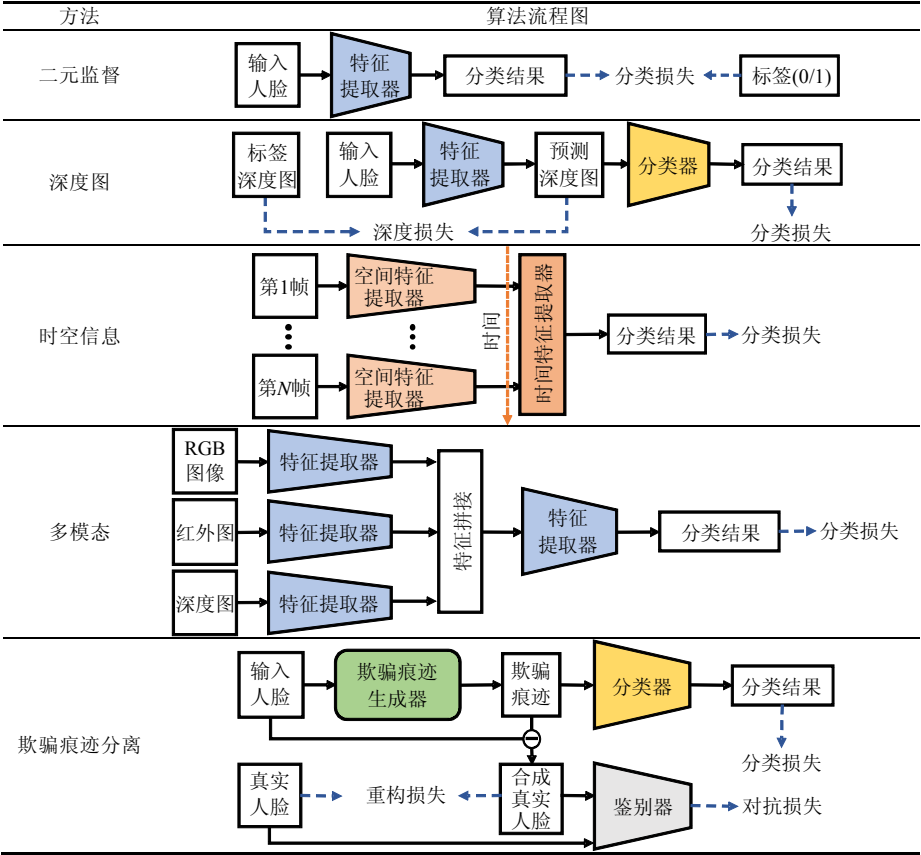 方法
算法流程图
二元监督
输入
人脸
特征
提取器
分类结果
分类损失
标签(0/1)
深度图
标签
深度图
输入
人脸
特征
提取器
预测
深度图
分类器
分类结果
深度损失
分类损失
时空信息
第1帧
空间特征
提取器
时间
时间特征提取器
分类结果
分类损失
第N帧
空间特征
提取器
多模态
RGB
图像
特征提取器
红外图
特征提取器
深度图
特征提取器
特征拼接
特征
提取器
分类结果
分类损失
欺骗痕迹分离
输入
人脸
欺骗痕迹
生成器
欺骗
痕迹
分类器
分类结果
分类损失
真实
人脸
重构损失
合成
真实
人脸
鉴别器
对抗损失